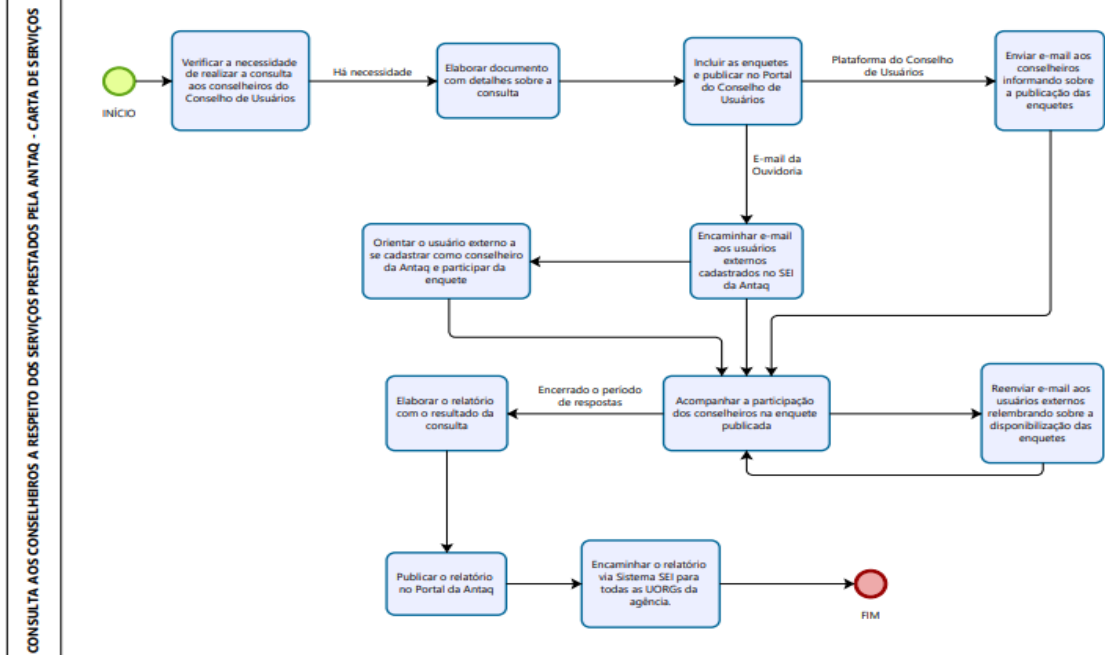 CONSULTA AOS CONSELHEIROS A RESPEITO DOS SERVIÇOS PRESTADOS PELA ANTAQ - CARTA DE SERVIÇOS
INÍCIO
Verificar a necessidade
de realizar a consulta
aos conselheiros do
Conselho de Usuários
Há necessidade
Elaborar documento
com detalhes sobre a
consulta
Incluir as enquetes
e publicar no Portal
do Conselho de
Usuários
Plataforma do Conselho
de Usuários
Enviar e-mail aos
conselheiros
informando sobre
a publicação das
enquetes
E-mail da
Ouvidoria
Orientar o usuário externo a
se cadastrar como conselheiro
da Antaq e participar da
enquete
Encaminhar e-mail
aos usuários
externos
cadastrados no SEI
da Antaq
Elaborar o relatório
com o resultado da
consulta
Encerrado o período
de respostas
Acompanhar a participação
dos conselheiros na enquete
publicada
Reenviar e-mail aos
usuários externos
relembrando sobre a
disponibilização das
enquetes
Publicar o relatório
no Portal da Antaq
Encaminhar o relatório
via Sistema SEI para
todas as UORGs da
agência.
FIM